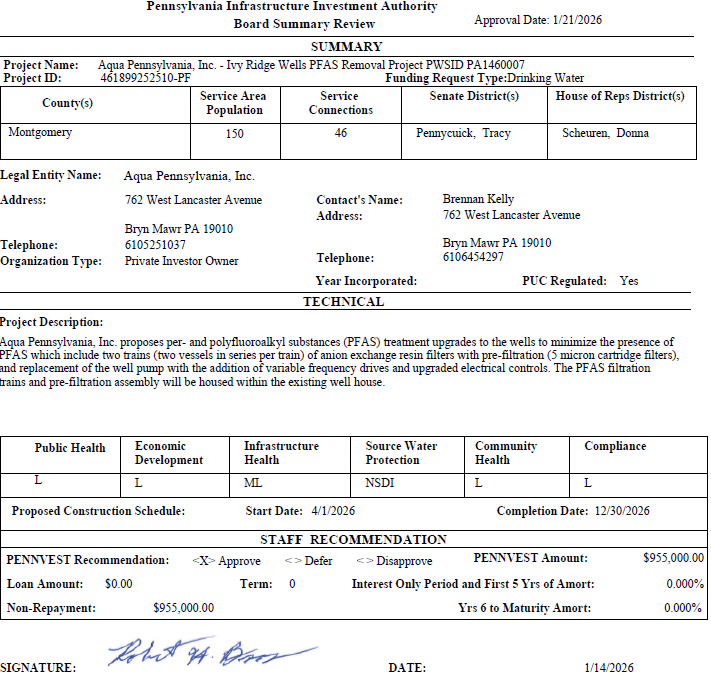 Pennsylvania Infrastructure Investment Authority
Board Summary Review
Approval Date: 1/21/2026
SUMMARY
Project Name: Aqua Pennsylvania, Inc. - Ivy Ridge Wells PFAS Removal Project PWSID PA1460007
Project ID: 461899252510-PF Funding Request Type:Drinking Water
County(s) Service Area Population Service Connections Senate District(s) House of Reps District(s)
Montgomery 150 46 Pennycuick, Tracy Scheuren, Donna
Legal Entity Name: Aqua Pennsylvania, Inc.
Address: 762 West Lancaster Avenue
Bryn Mawr PA 19010
Telephone: 6105251037
Organization Type: Private Investor Owner
Contact's Name: Brennan Kelly
Address: 762 West Lancaster Avenue
Bryn Mawr PA 19010
Telephone: 6106454297
Year Incorporated: PUC Regulated: Yes
TECHNICAL
Project Description:
Aqua Pennsylvania, Inc. proposes per- and polyfluoroalkyl substances (PFAS) treatment upgrades to the wells to minimize the presence of
PFAS which include two trains (two vessels in series per train) of anion exchange resin filters with pre-filtration (5 micron cartridge filters),
and replacement of the well pump with the addition of variable frequency drives and upgraded electrical controls. The PFAS filtration
trains and pre-filtration assembly will be housed within the existing well house.
Public Health Economic Development Infrastructure Health Source Water Protection Community Health Compliance
L L ML NSDI L L
Proposed Construction Schedule: Start Date: 4/1/2026 Completion Date: 12/30/2026
STAFF RECOMMENDATION
PENNVEST Recommendation: <X> Approve < > Defer < > Disapprove PENNVEST Amount: $955,000.00
Loan Amount: $0.00 Term: 0 Interest Only Period and First 5 Yrs of Amort: 0.000%
Non-Repayment: $955,000.00 Yrs 6 to Maturity Amort: 0.000%
SIGNATURE: DATE: 1/14/2026